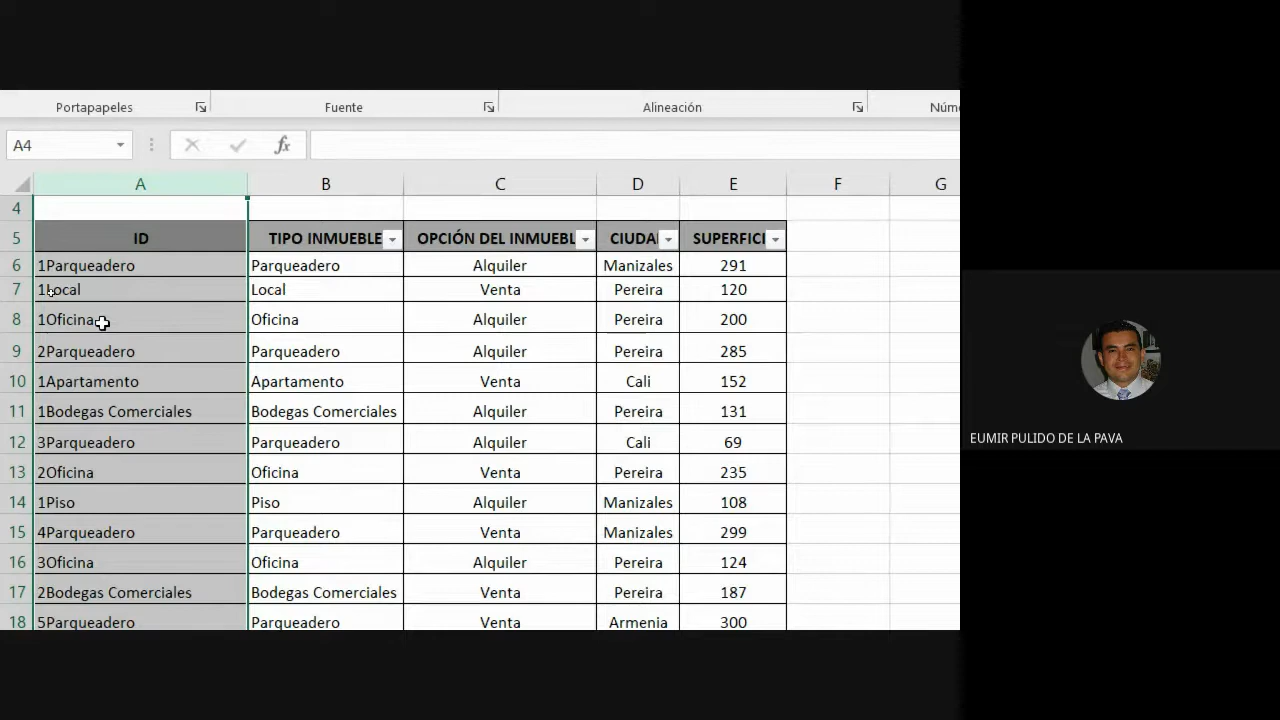 Portapapeles Fuente Alineación Núme
A4 fx
A B C D E F G
4
5 ID TIPO INMUEBLE OPCIÓN DEL INMUEBL CIUDA SUPERFICI
6 1Parqueadero Parqueadero Alquiler Manizales 291
7 1Local Local Venta Pereira 120
8 1Oficina Oficina Alquiler Pereira 200
9 2Parqueadero Parqueadero Alquiler Pereira 285
10 1Apartamento Apartamento Venta Cali 152
11 1Bodegas Comerciales Bodegas Comerciales Alquiler Pereira 131
12 3Parqueadero Parqueadero Alquiler Cali 69
13 2Oficina Oficina Venta Pereira 235
14 1Piso Piso Alquiler Manizales 108
15 4Parqueadero Parqueadero Venta Manizales 299
16 3Oficina Oficina Alquiler Pereira 124
17 2Bodegas Comerciales Bodegas Comerciales Venta Pereira 187
18 5Parqueadero Parqueadero Venta Armenia 300
EUMIR PULIDO DE LA PAVA